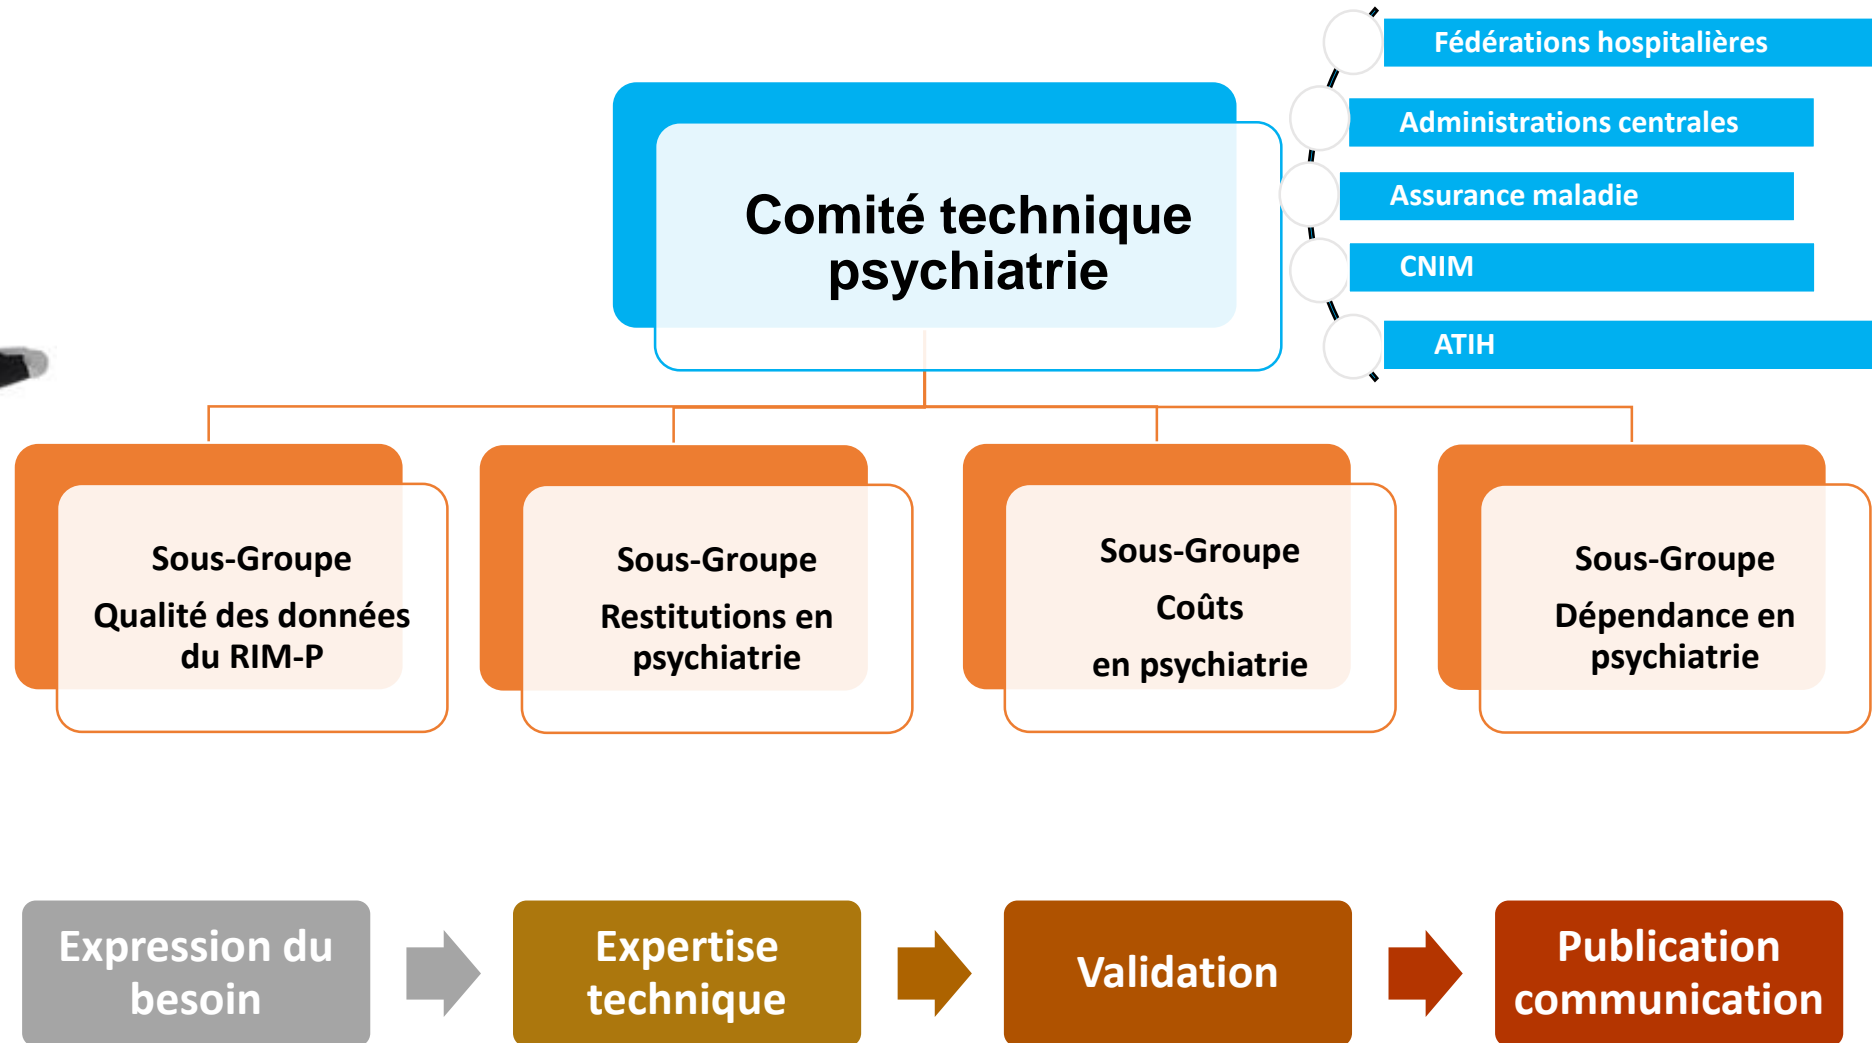 Fédérations hospitalières
Administrations centrales
Assurance maladie
CNIM
ATIH
Comité technique
psychiatrie
Sous-Groupe
Qualité des données
du RIM-P
Sous-Groupe
Restitutions en
psychiatrie
Sous-Groupe
Coûts
en psychiatrie
Sous-Groupe
Dépendance en
psychiatrie
Expression du
besoin
Expertise
technique
Validation
Publication
communication